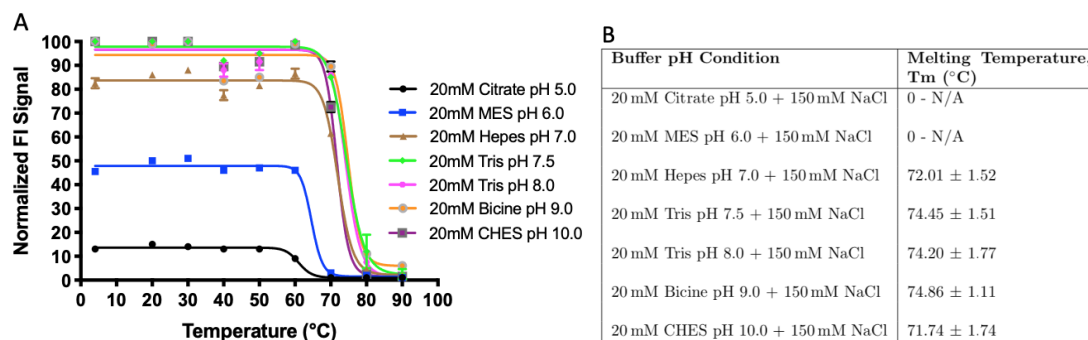 A
Normalized FI Signal
100
90
80
70
60
50
40
30
20
10
0
0 10 20 30 40 50 60 70 80 90 100
Temperature (°C)
20mM Citrate pH 5.0
20mM MES pH 6.0
20mM Hepes pH 7.0
20mM Tris pH 7.5
20mM Tris pH 8.0
20mM Bicine pH 9.0
20mM CHES pH 10.0
B
Buffer pH Condition Melting Temperature,
Tm (°C)
20 mM Citrate pH 5.0 + 150 mM NaCl 0 - N/A
20 mM MES pH 6.0 + 150 mM NaCl 0 - N/A
20 mM Hepes pH 7.0 + 150 mM NaCl 72.01 ± 1.52
20 mM Tris pH 7.5 + 150 mM NaCl 74.45 ± 1.51
20 mM Tris pH 8.0 + 150 mM NaCl 74.20 ± 1.77
20 mM Bicine pH 9.0 + 150 mM NaCl 74.86 ± 1.11
20 mM CHES pH 10.0 + 150 mM NaCl 71.74 ± 1.74